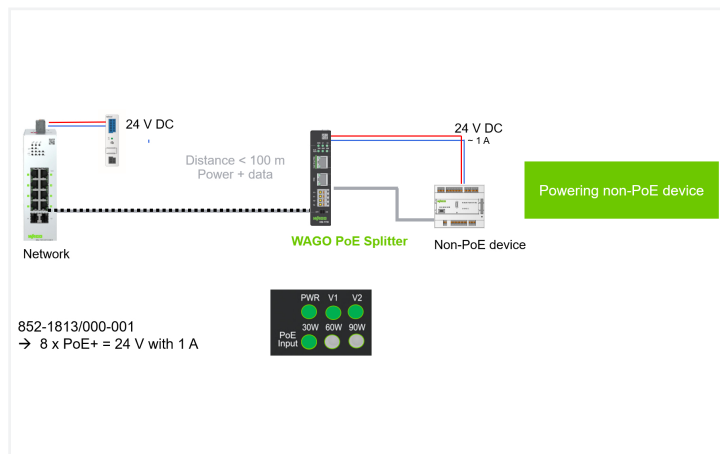 24 V DC
Distance < 100 m
Power + data
24 V DC
~ 1 A
Powering non-PoE device
WAGO PoE Splitter
Non-PoE device
Network
PWR V1 V2
30W 60W 90W
PoE
Input
852-1813/000-001
→ 8 x PoE+ = 24 V with 1 A